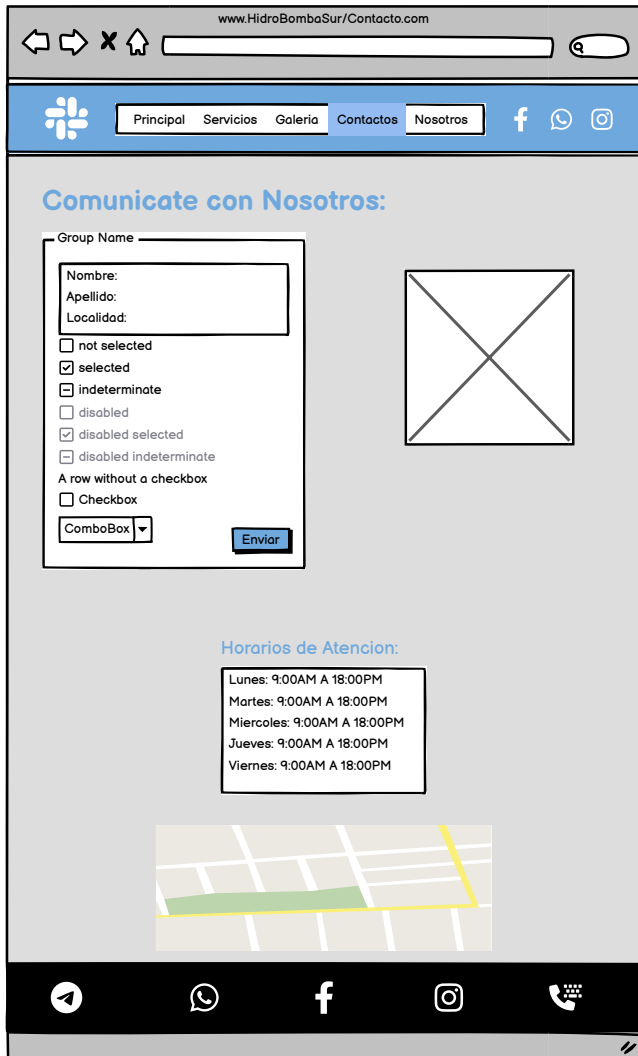 www.HidroBombaSur/Contacto.com
Principal Servicios Galeria Contactos Nosotros
Comunicate con Nosotros:
Group Name
Nombre:
Apellido:
Localidad:
not selected
selected
indeterminate
disabled
disabled selected
disabled indeterminate
A row without a checkbox
Checkbox
ComboBox
Enviar
Horarios de Atencion:
Lunes: 9:00AM A 18:00PM
Martes: 9:00AM A 18:00PM
Miercoles: 9:00AM A 18:00PM
Jueves: 9:00AM A 18:00PM
Viernes: 9:00AM A 18:00PM